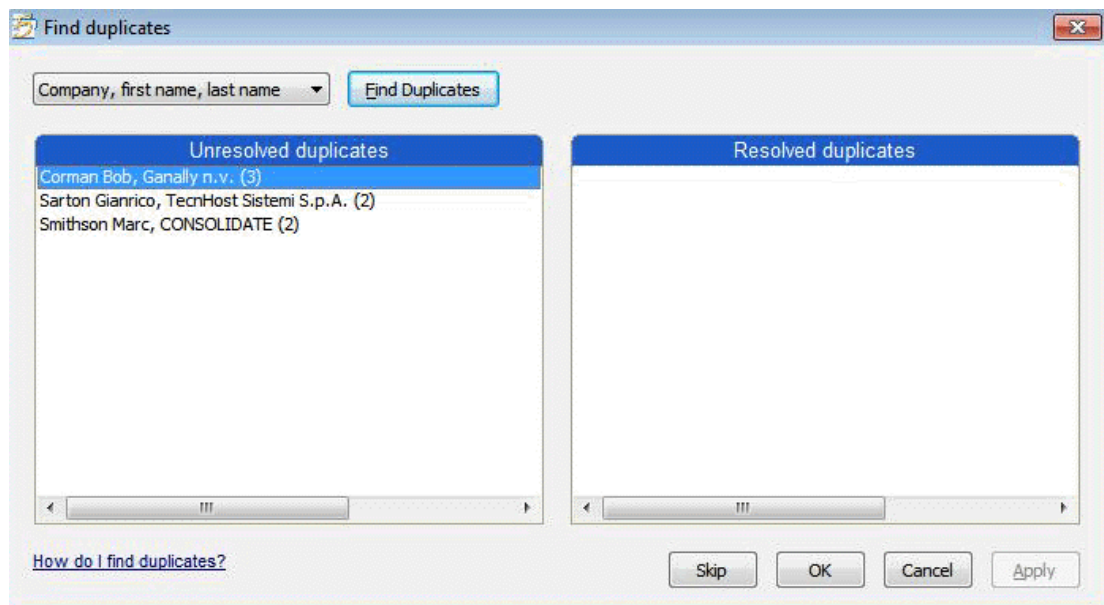 Find duplicates
Company, first name, last name
Find Duplicates
Unresolved duplicates
Corman Bob, Ganally n.v. (3)
Sarton Gianrico, TecnHost Sistemi S.p.A. (2)
Smithson Marc, CONSOLIDATE (2)
Resolved duplicates
How do I find duplicates?
Skip
OK
Cancel
Apply